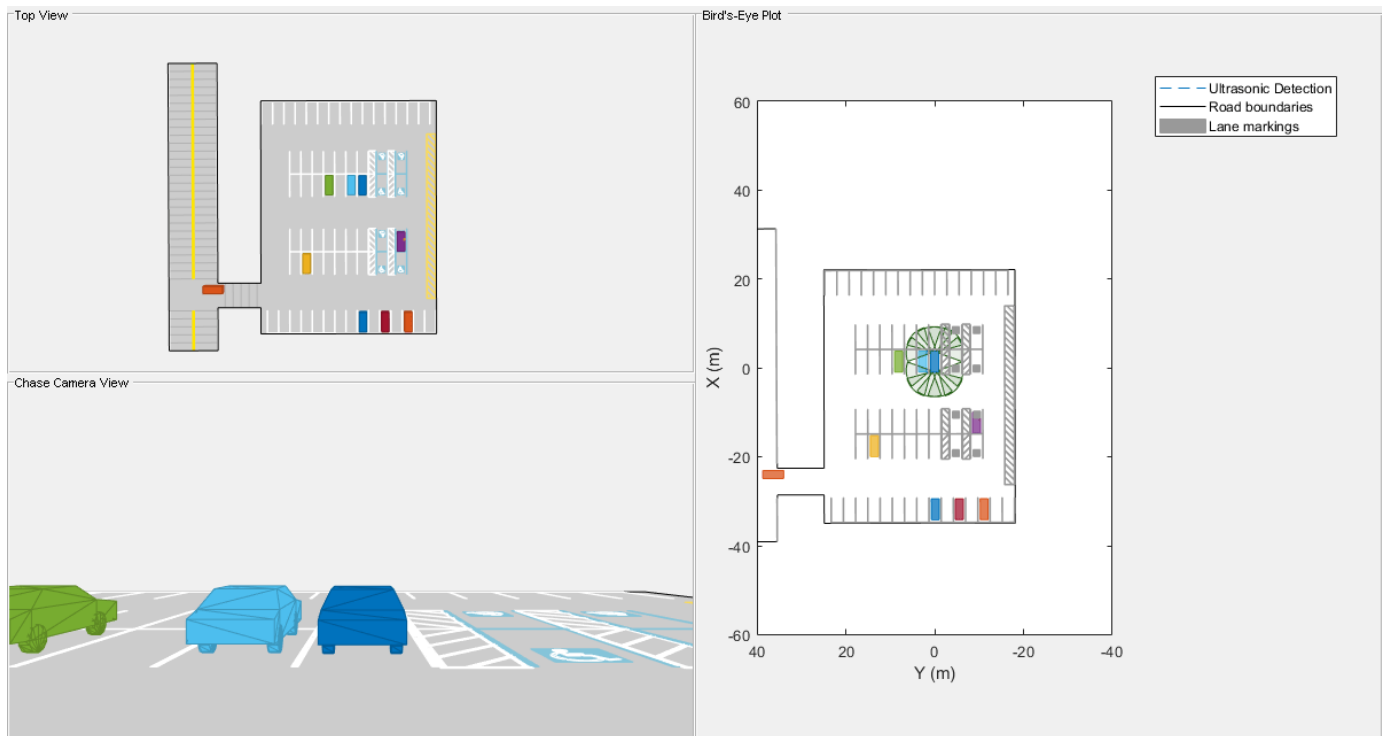 Top View
Chase Camera View
Bird's-Eye Plot
Ultrasonic Detection
Road boundaries
Lane markings
60
40
20
0
-20
-40
-60
X (m)
40
20
0
-20
-40
Y (m)